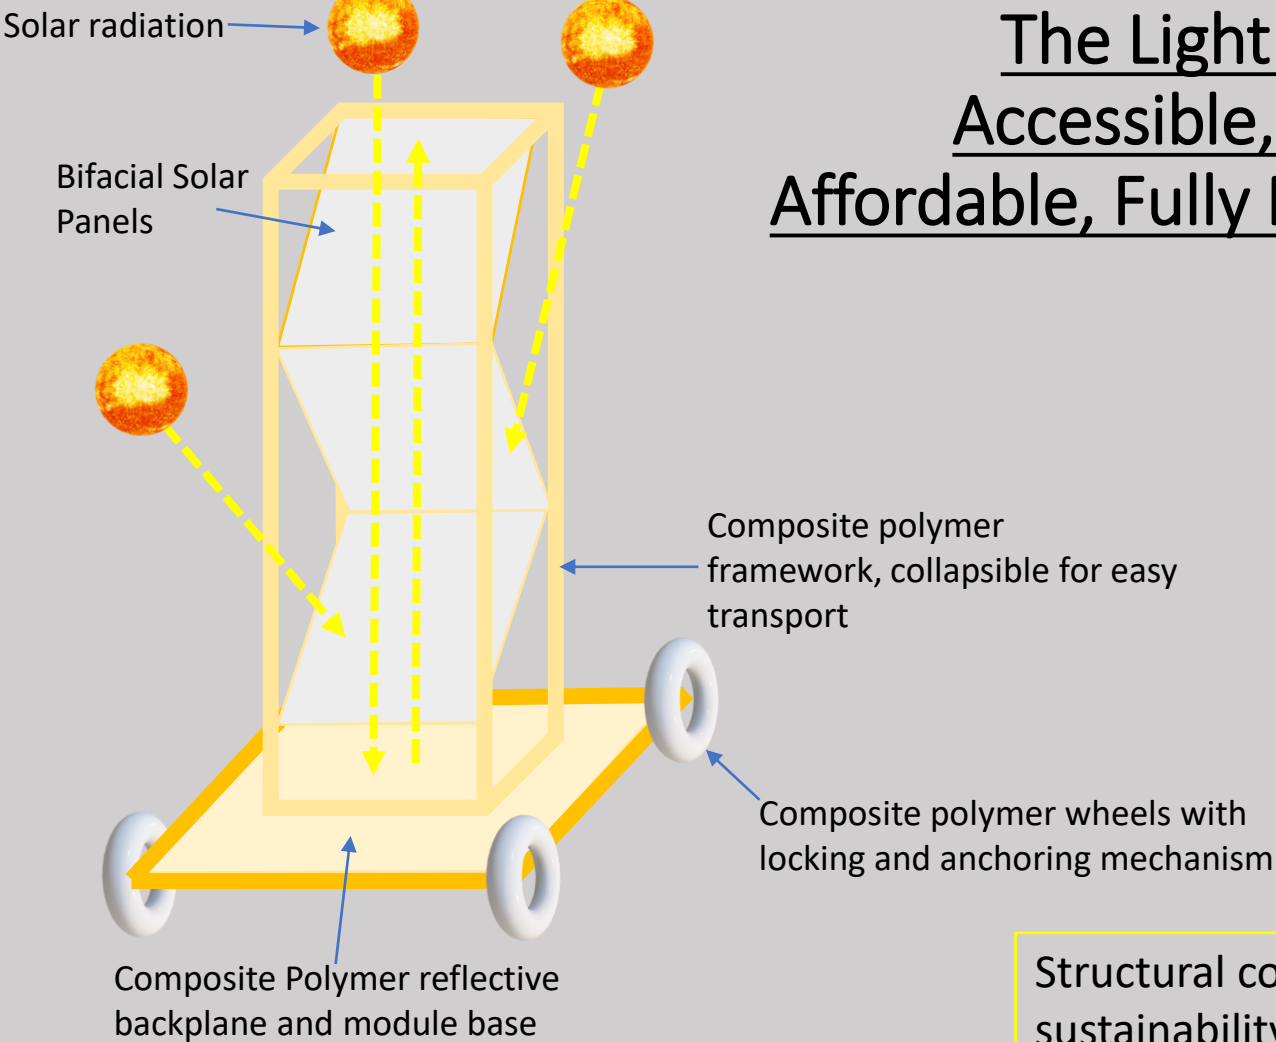 Solar radiation
The Light
Accessible,
Affordable, Fully
Bifacial Solar
Panels
Composite polymer
framework, collapsible for easy
transport
Composite polymer wheels with
locking and anchoring mechanism
Composite Polymer reflective
backplane and module base
Structural co
sustainability